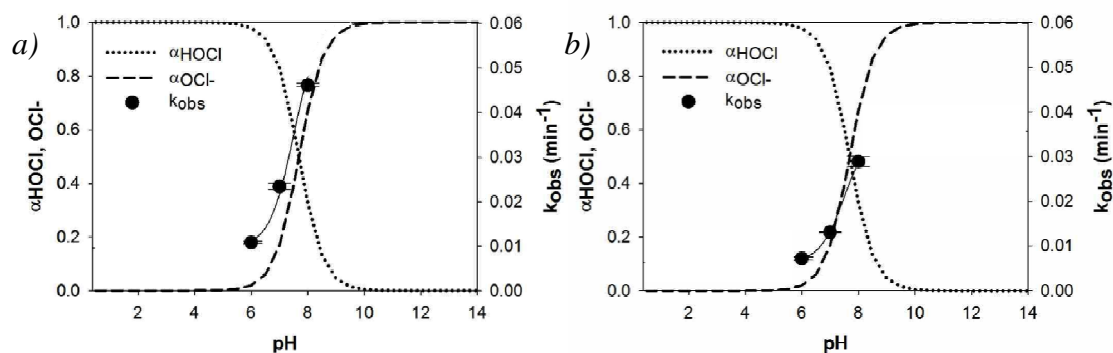 a)
αHOCl, OCl-
1.0
0.8
0.6
0.4
0.2
0.0
αHOCl
αOCl-
kobs
0.06
0.05
0.04
0.03
0.02
0.01
0.00
kobs (min-1)
2 4 6 8 10 12 14
pH
b)
αHOCl, OCl-
1.0
0.8
0.6
0.4
0.2
0.0
αHOCl
αOCl-
kobs
0.06
0.05
0.04
0.03
0.02
0.01
0.00
kobs (min-1)
2 4 6 8 10 12 14
pH